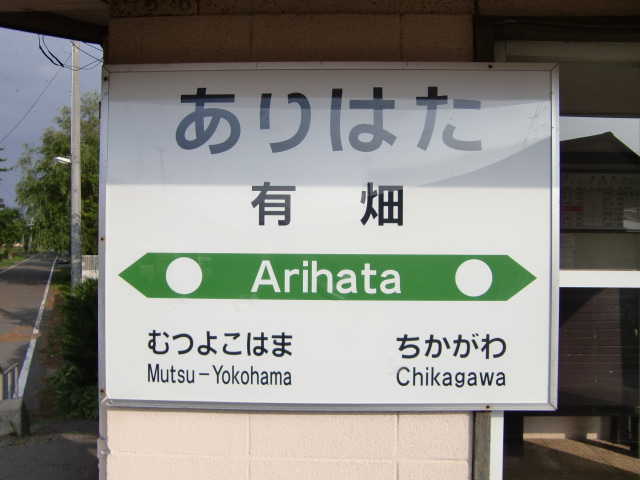 ありはた
有畑
Arihata
むつよこはま ちかがわ
Mutsu-Yokohama Chikagawa